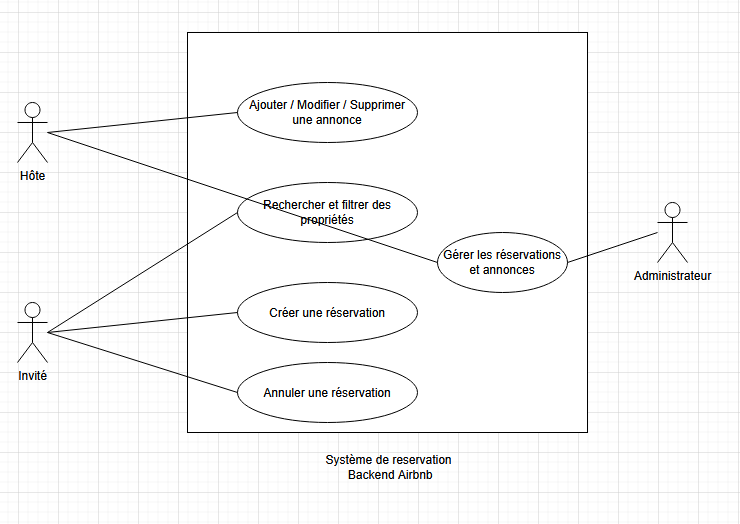 Ajouter / Modifier / Supprimer
une annonce
Hôte
Rechercher et filtrer des
propriétés
Gérer les réservations
et annonces
Administrateur
Créer une réservation
Invité
Annuler une réservation
Système de reservation
Backend Airbnb